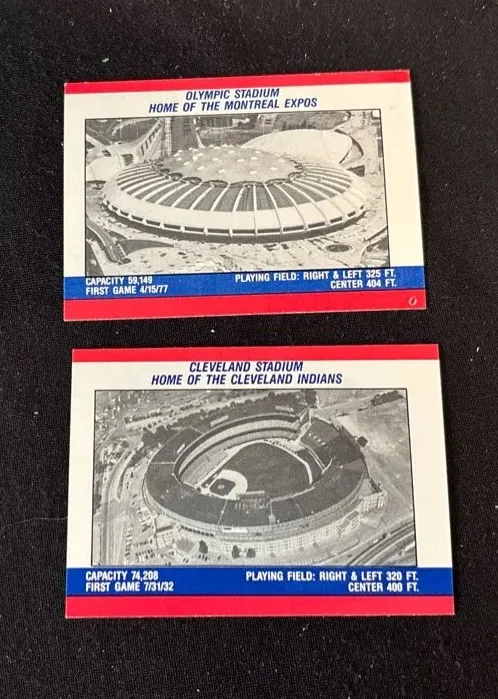 OLYMPIC STADIUM
HOME OF THE MONTREAL EXPOS
CAPACITY 59,149
FIRST GAME 4/15/77
PLAYING FIELD: RIGHT & LEFT 325 FT.
CENTER 404 FT.
O
CLEVELAND STADIUM
HOME OF THE CLEVELAND INDIANS
CAPACITY 74,208
FIRST GAME 7/31/32
PLAYING FIELD: RIGHT & LEFT 320 FT.
CENTER 400 FT.